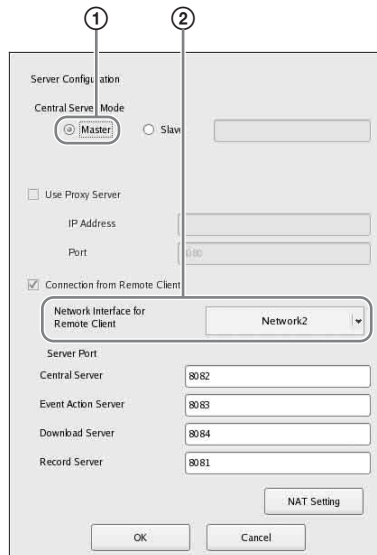 1 2
Server Configuration
Central Server Mode
Master Slave
Use Proxy Server
IP Address
Port 8080
Connection from Remote Client
Network Interface for
Remote Client
Network2
Server Port
Central Server 8082
Event Action Server 8083
Download Server 8084
Record Server 8081
NAT Setting
OK Cancel